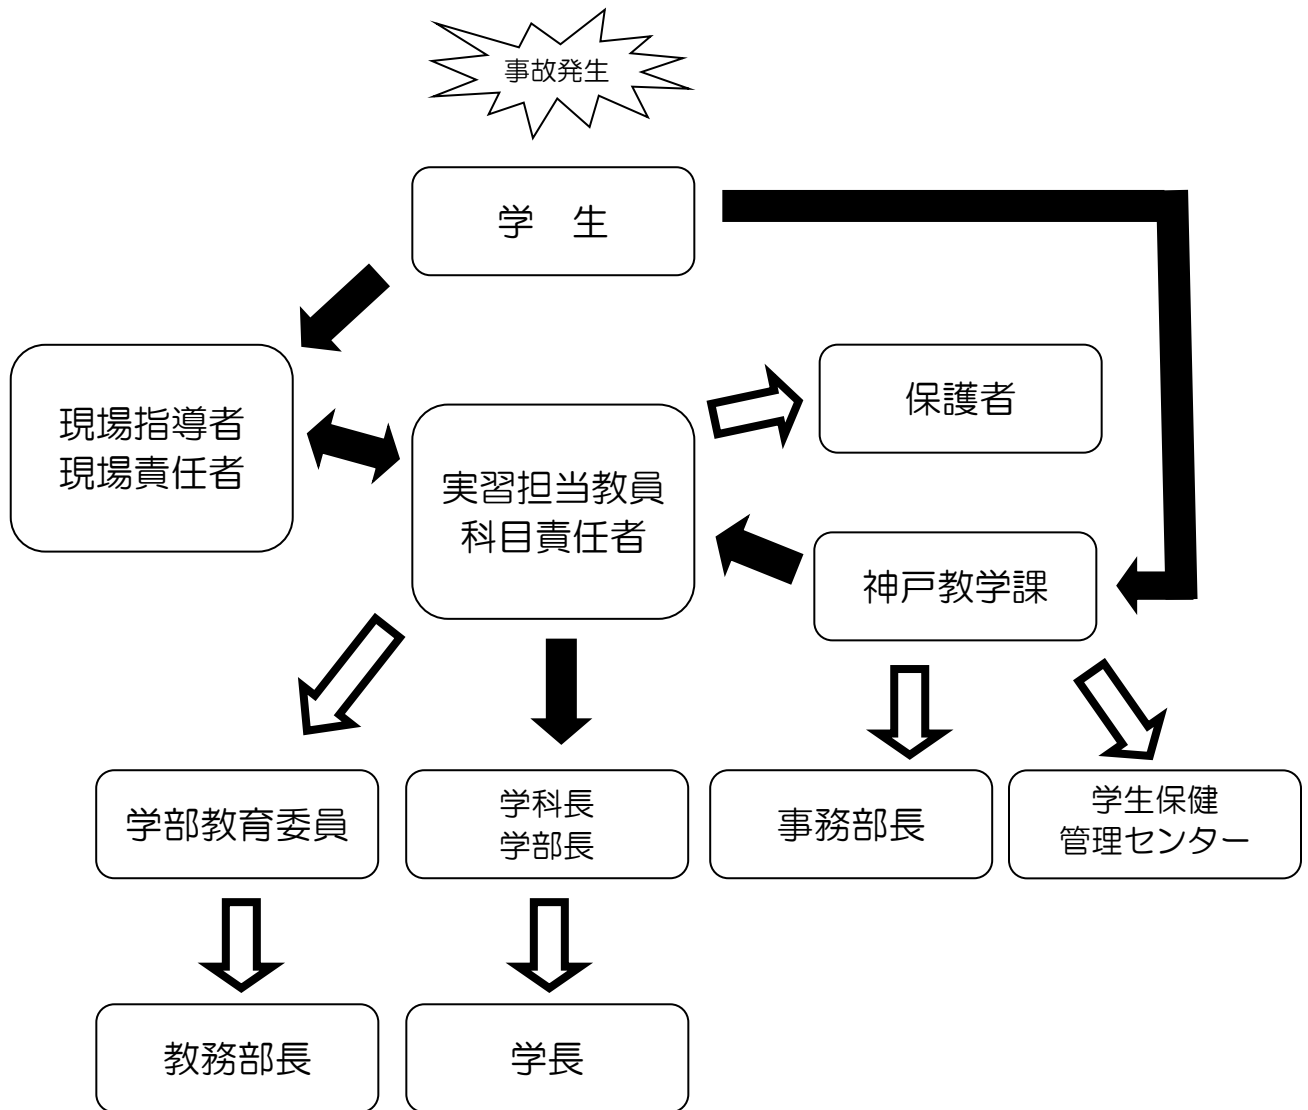 事故発生
学　生
現場指導者
現場責任者
保護者
実習担当教員
科目責任者
神戸教学課
学部教育委員
学科長
学部長
事務部長
学生保健
管理センター
教務部長
学長